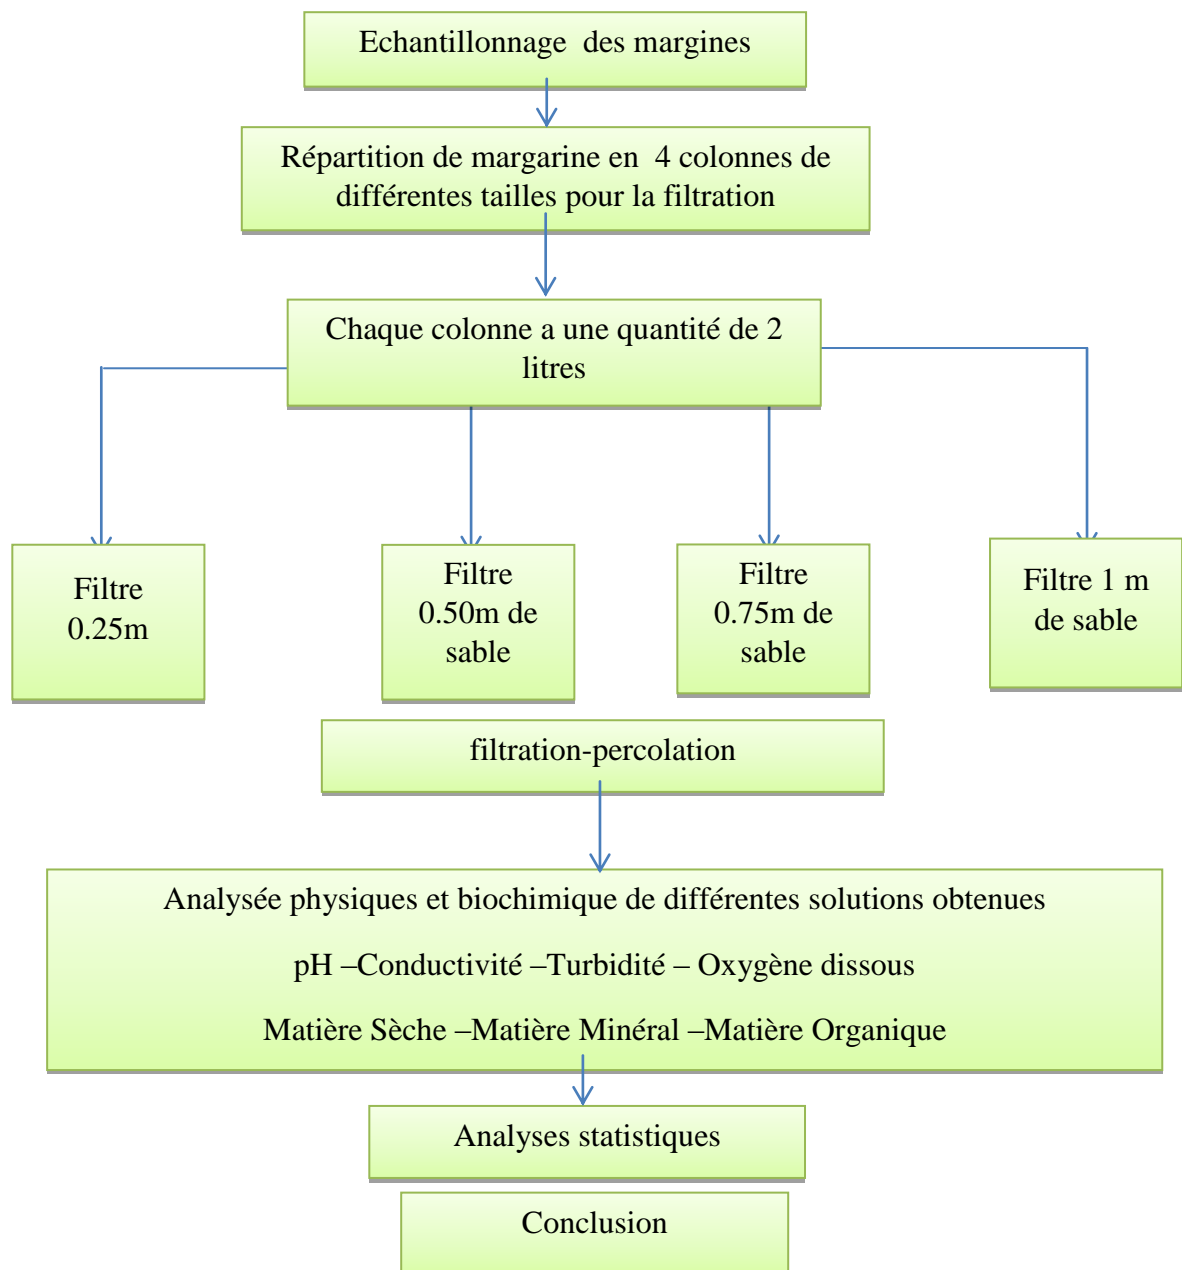 Echantillonnage des margines
Répartition de margarine en 4 colonnes de
différentes tailles pour la filtration
Chaque colonne a une quantité de 2
litres
Filtre
0.25m
Filtre
0.50m de
sable
Filtre
0.75m de
sable
Filtre 1 m
de sable
filtration-percolation
Analysée physiques et biochimique de différentes solutions obtenues
pH –Conductivité –Turbidité – Oxygène dissous
Matière Sèche –Matière Minéral –Matière Organique
Analyses statistiques
Conclusion